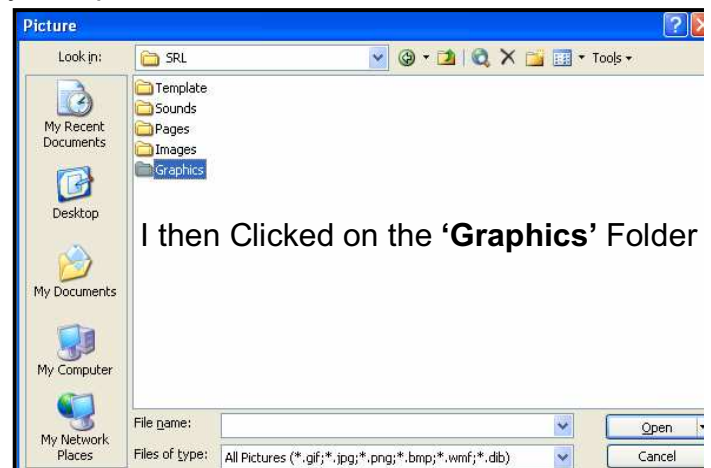 Picture
Look in: SRL Tools
Template
Sounds
Pages
Images
Graphics
My Recent
Documents
Desktop
My Documents
My Computer
My Network
Places
I then Clicked on the ‘Graphics’ Folder
File name: Open
Files of type: All Pictures (*.gif;*.jpg;*.png;*.bmp;*.wmf;*.dib) Cancel